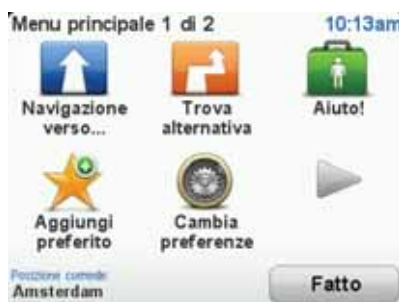 Menu principale 1 di 2 10:13am
Navigazione verso...
Trova alternativa
Aiuto!
Aggiungi preferito
Cambia preferenze
Posizione corrente
Amsterdam
Fatto